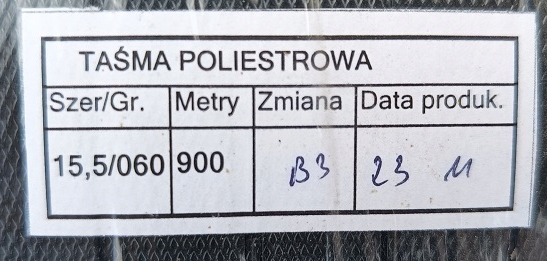 TAŚMA POLIESTROWA
Szer/Gr. Metry Zmiana Data produk.
15,5/060 900 B3 23 11